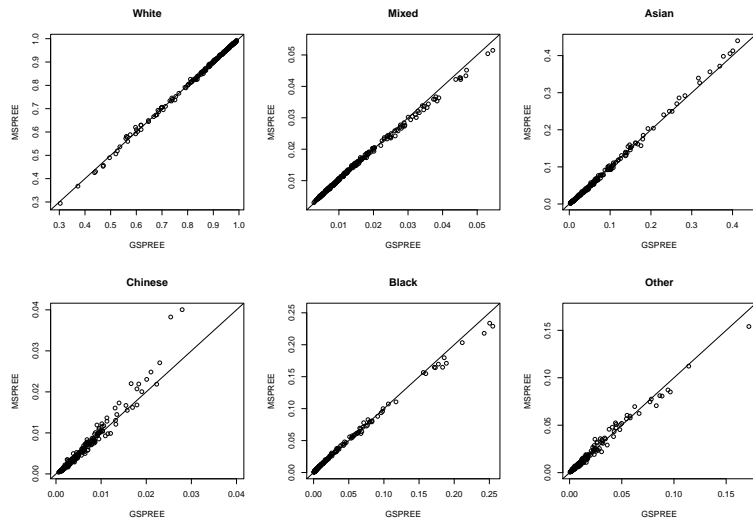 White
Mixed
Asian
MSPREE
0.3 0.4 0.5 0.6 0.7 0.8 0.9 1.0
0.3 0.4 0.5 0.6 0.7 0.8 0.9 1.0
GSPREE
MSPREE
0.01 0.02 0.03 0.04 0.05
0.01 0.02 0.03 0.04 0.05
GSPREE
MSPREE
0.0 0.1 0.2 0.3 0.4
0.0 0.1 0.2 0.3 0.4
GSPREE
Chinese
Black
Other
MSPREE
0.00 0.01 0.02 0.03 0.04
0.00 0.01 0.02 0.03 0.04
GSPREE
MSPREE
0.00 0.05 0.10 0.15 0.20 0.25
0.00 0.05 0.10 0.15 0.20 0.25
GSPREE
MSPREE
0.00 0.05 0.10 0.15
0.00 0.05 0.10 0.15
GSPREE